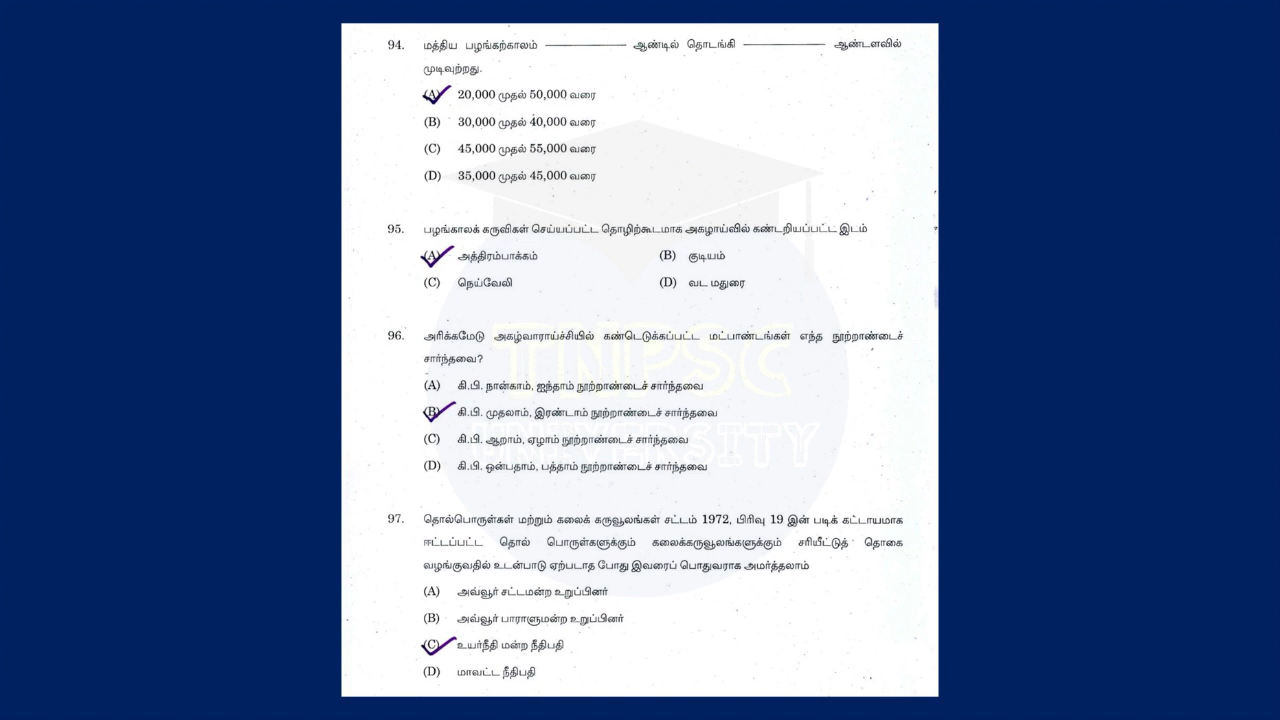 94. மத்திய பழங்கற்காலம் ———— ஆண்டில் தொடங்கி ———— ஆண்டளவில்
முடிவுற்றது.
(A) 20,000 முதல் 50,000 வரை
(B) 30,000 முதல் 40,000 வரை
(C) 45,000 முதல் 55,000 வரை
(D) 35,000 முதல் 45,000 வரை
95. பழங்காலக் கருவிகள் செய்யப்பட்ட தொழிற்கூடமாக அகழாய்வில் கண்டறியப்பட்ட இடம்
(A) அத்திரம்பாக்கம் (B) குடியம்
(C) நெய்வேலி (D) வட மதுரை
96. அரிக்கமேடு அகழ்வாராய்ச்சியில் கண்டெடுக்கப்பட்ட மட்பாண்டங்கள் எந்த நூற்றாண்டைச்
சார்ந்தவை?
(A) கி.பி. நான்காம், ஐந்தாம் நூற்றாண்டைச் சார்ந்தவை
(B) கி.பி. முதலாம், இரண்டாம் நூற்றாண்டைச் சார்ந்தவை
(C) கி.பி. ஆறாம், ஏழாம் நூற்றாண்டைச் சார்ந்தவை
(D) கி.பி. ஒன்பதாம், பத்தாம் நூற்றாண்டைச் சார்ந்தவை
TNPSC
UNIVERSITY
97. தொல்பொருள்கள் மற்றும் கலைக் கருவூலங்கள் சட்டம் 1972, பிரிவு 19 இன் படிக் கட்டாயமாக
ஈட்டப்பட்ட தொல் பொருள்களுக்கும் கலைக்கருவூலங்களுக்கும் சரியீட்டுத் தொகை
வழங்குவதில் உடன்பாடு ஏற்படாத போது இவரைப் பொதுவராக அமர்த்தலாம்
(A) அவ்வூர் சட்டமன்ற உறுப்பினர்
(B) அவ்வூர் பாராளுமன்ற உறுப்பினர்
(C) உயர்நீதி மன்ற நீதிபதி
(D) மாவட்ட நீதிபதி